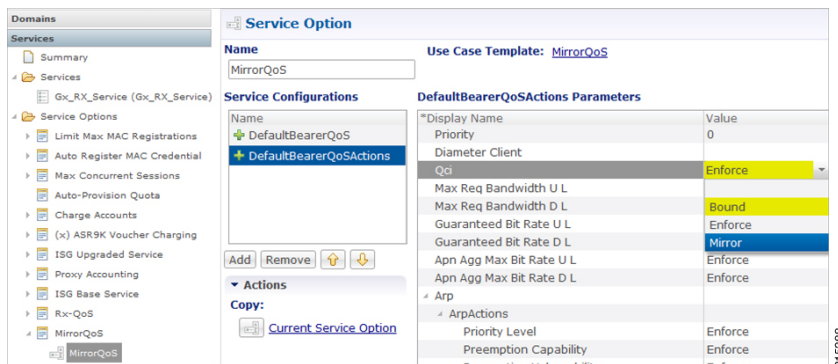 Domains
Services
Summary
Services
Gx_RX_Service (Gx_RX_Service)
Service Options
Limit Max MAC Registrations
Auto Register MAC Credential
Max Concurrent Sessions
Auto-Provision Quota
Charge Accounts
(x) ASR9K Voucher Charging
ISG Upgraded Service
Proxy Accounting
ISG Base Service
Rx-QoS
MirrorQoS
MirrorQoS
Service Option
Name
MirrorQoS
Use Case Template: MirrorQoS
Service Configurations
Name
DefaultBearerQoS
DefaultBearerQoSActions
Add Remove
Actions
Copy:
Current Service Option
DefaultBearerQoSActions Parameters
*Display Name Value
Priority 0
Diameter Client
Qci Enforce
Max Req Bandwidth U L
Max Req Bandwidth D L Bound
Guaranteed Bit Rate U L Enforce
Guaranteed Bit Rate D L Mirror
Apn Agg Max Bit Rate U L Enforce
Apn Agg Max Bit Rate D L Enforce
Arp
ArpActions
Priority Level Enforce
Preemption Capability Enforce